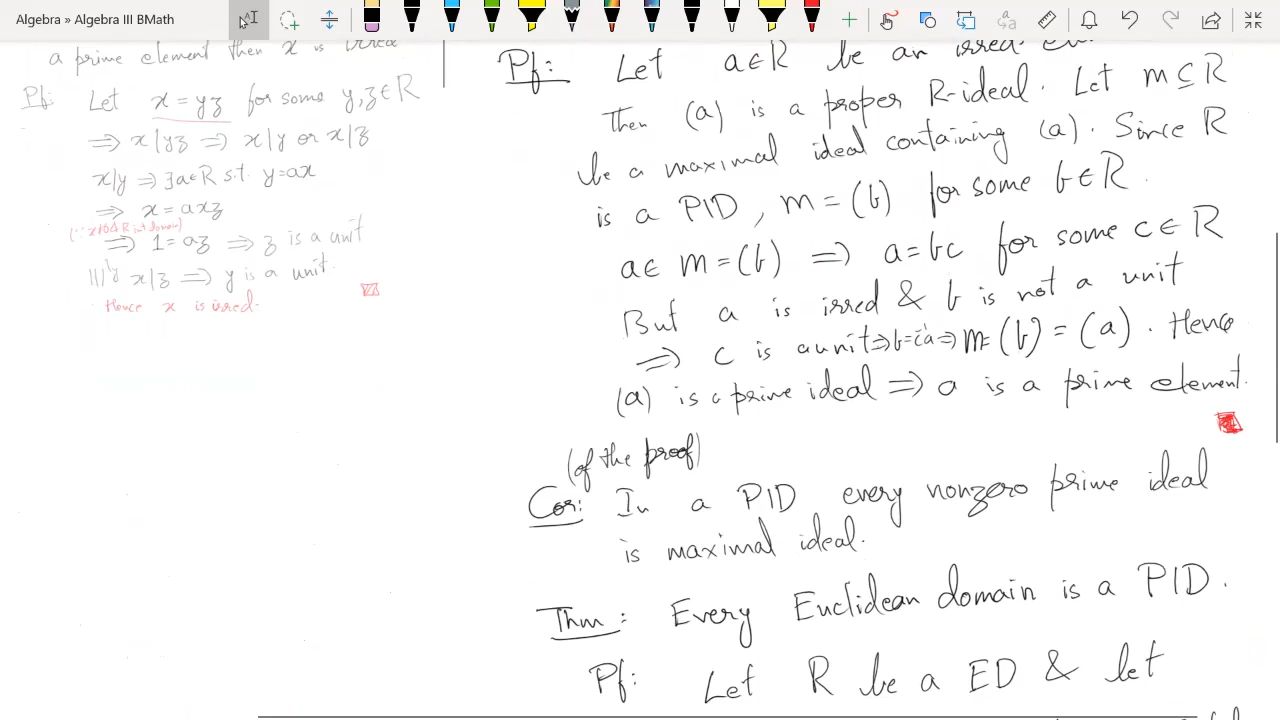 Algebra » Algebra III BMath
a prime element then x is irred
Pf: Let x = yz for some y,z∈R
⟹ x|yz ⟹ x|y or x|z
x|y ⟹ ∃a∈R s.t. y=ax
⟹ x = axz
(∵ x≠0 & R int domain)
⟹ 1 = az ⟹ z is a unit
|||ly x|z ⟹ y is a unit.
Hence x is irred.
Pf: Let a∈R be an irred.
Then (a) is a proper R-ideal. Let m ⊆ R
be a maximal ideal containing (a). Since R
is a PID, m = (b) for some b∈R.
a∈ m = (b) ⟹ a = bc for some c∈R
But a is irred & b is not a unit
⟹ c is a unit ⟹ b = c⁻¹a ⟹ m = (b) = (a). Hence
(a) is a prime ideal ⟹ a is a prime element.
(of the proof)
Cor: In a PID every nonzero prime ideal
is maximal ideal.
Thm: Every Euclidean domain is a PID.
Pf: Let R be a ED & let